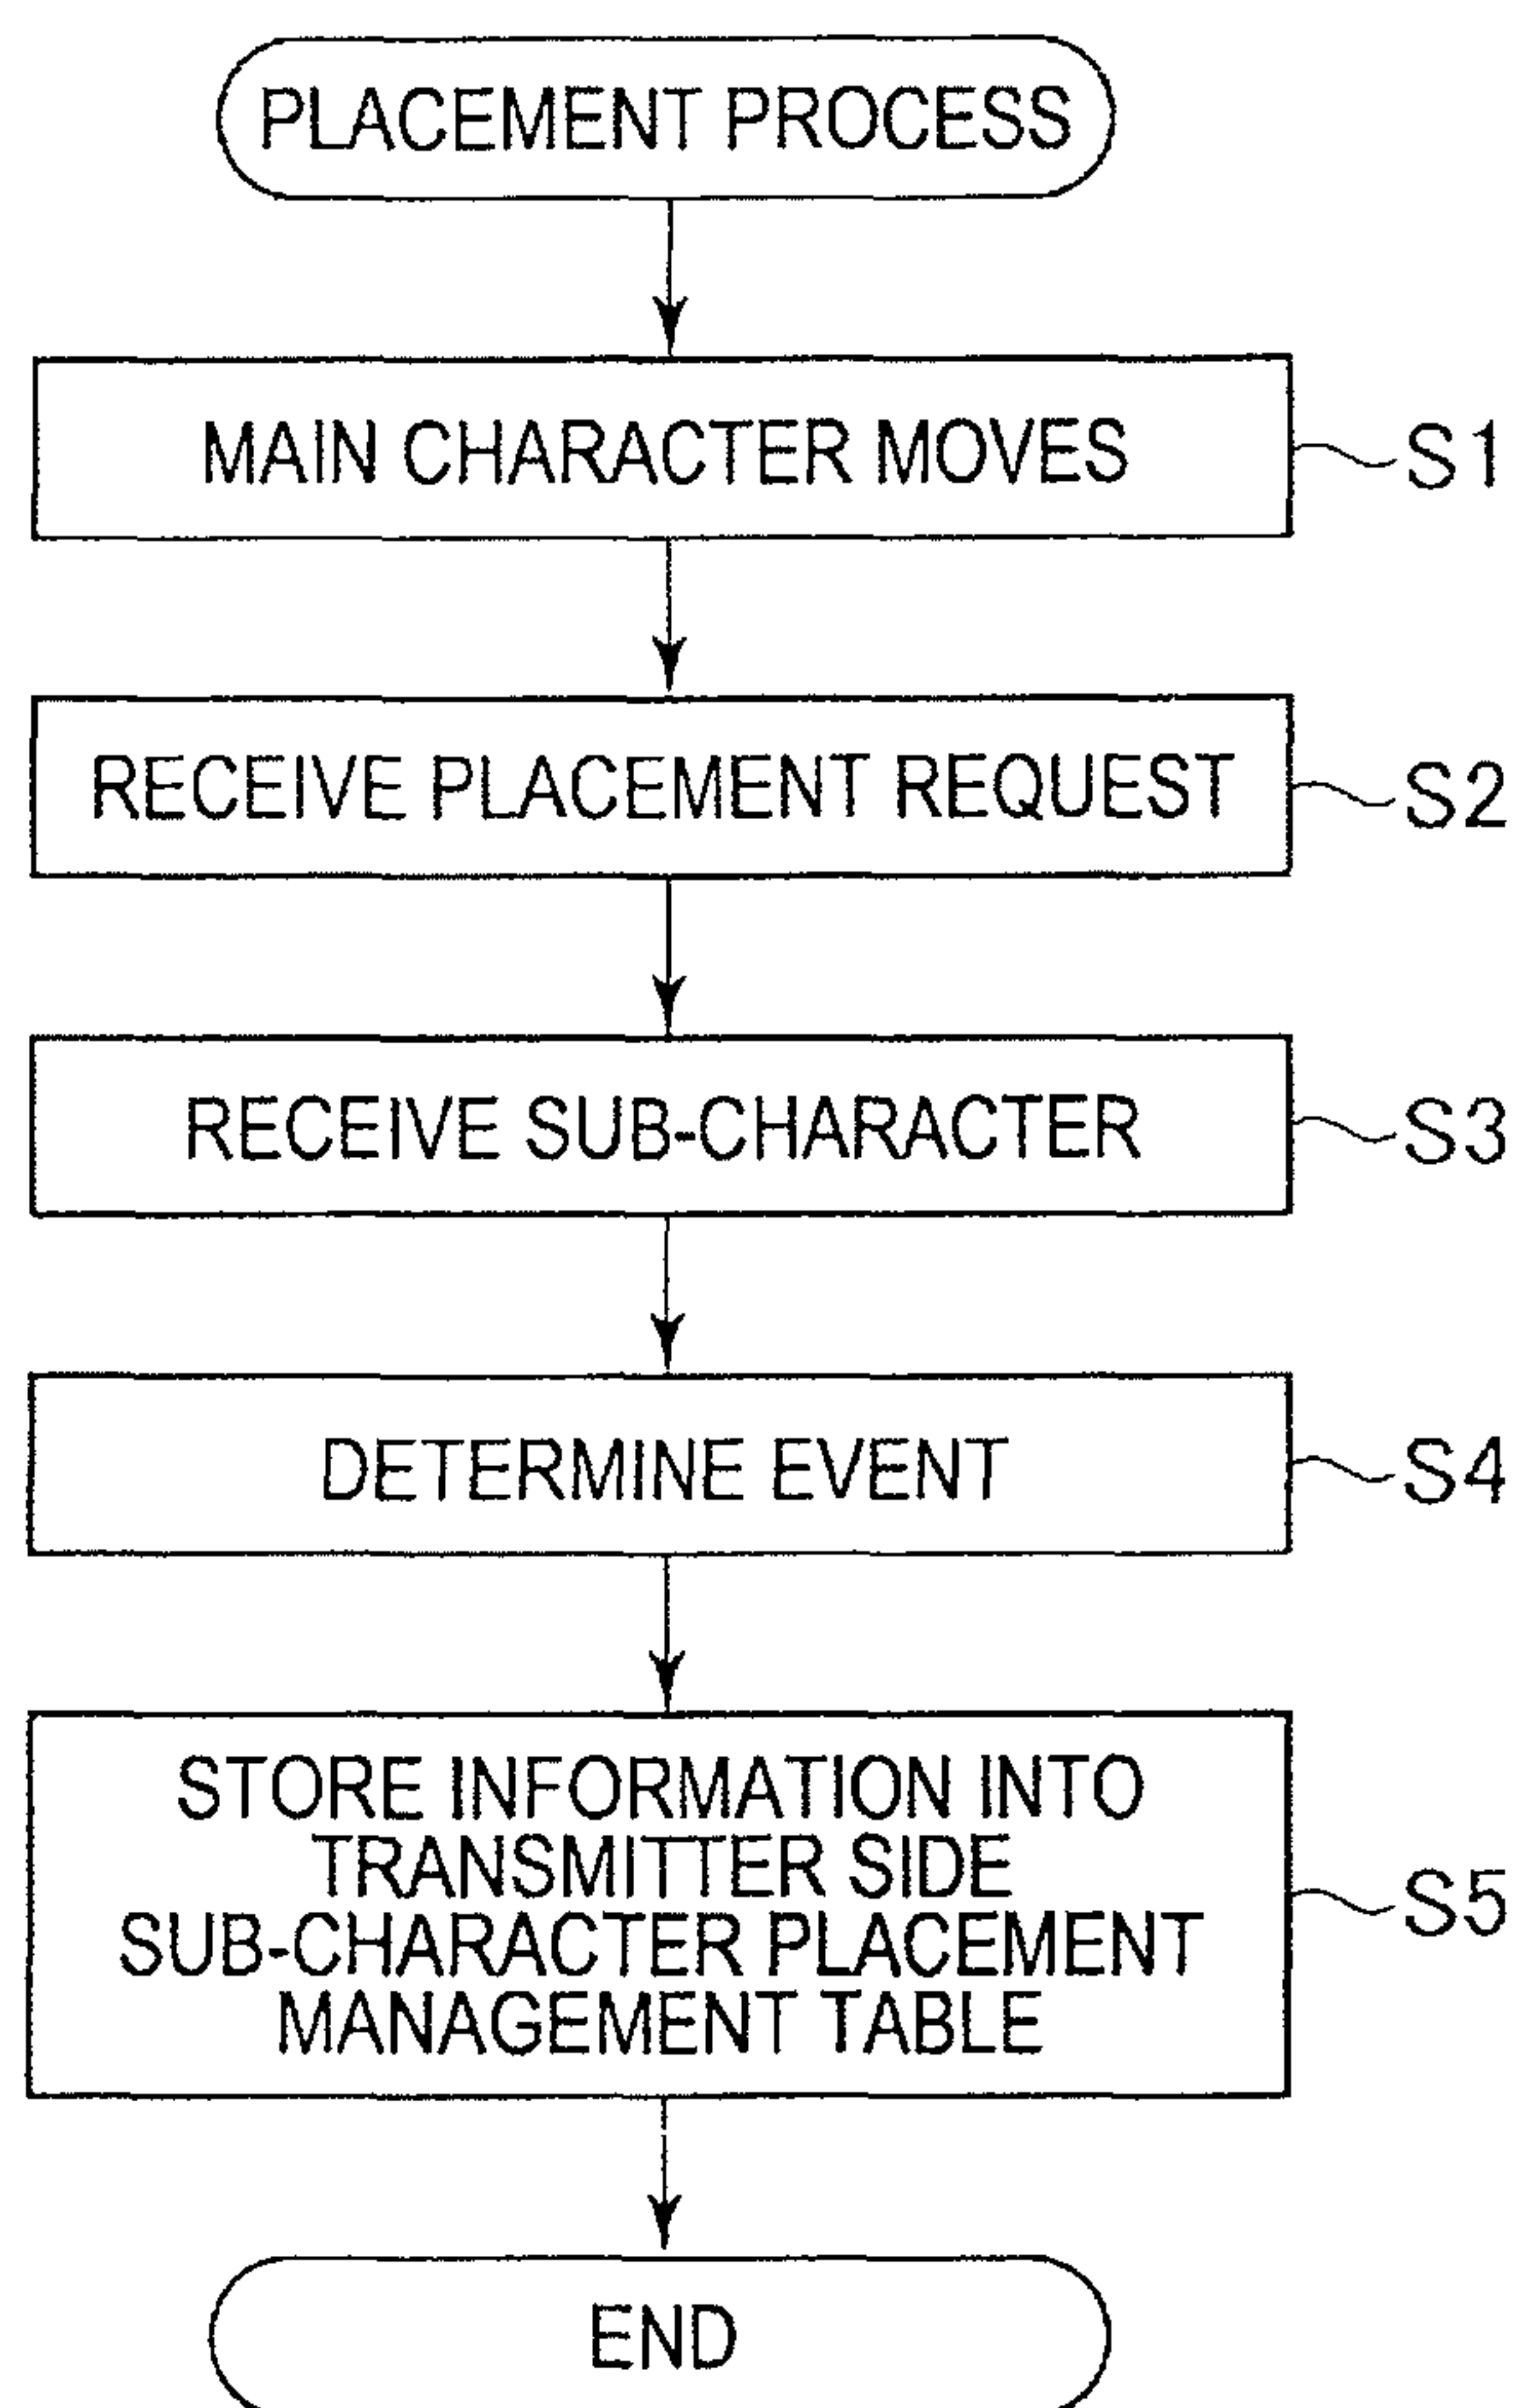 PLACEMENT PROCESS
MAIN CHARACTER MOVES
S1
RECEIVE PLACEMENT REQUEST
S2
RECEIVE SUB-CHARACTER
S3
DETERMINE EVENT
S4
STORE INFORMATION INTO
TRANSMITTER SIDE
SUB-CHARACTER PLACEMENT
MANAGEMENT TABLE
S5
END